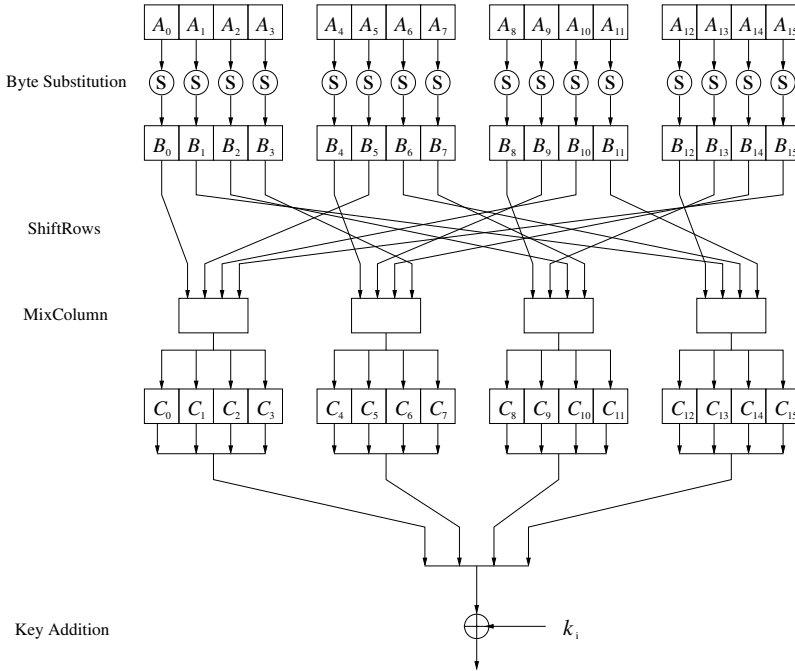 A0 A1 A2 A3 A4 A5 A6 A7 A8 A9 A10 A11 A12 A13 A14 A15
Byte Substitution S S S S S S S S S S S S S S S S
B0 B1 B2 B3 B4 B5 B6 B7 B8 B9 B10 B11 B12 B13 B14 B15
ShiftRows
MixColumn
C0 C1 C2 C3 C4 C5 C6 C7 C8 C9 C10 C11 C12 C13 C14 C15
Key Addition ki